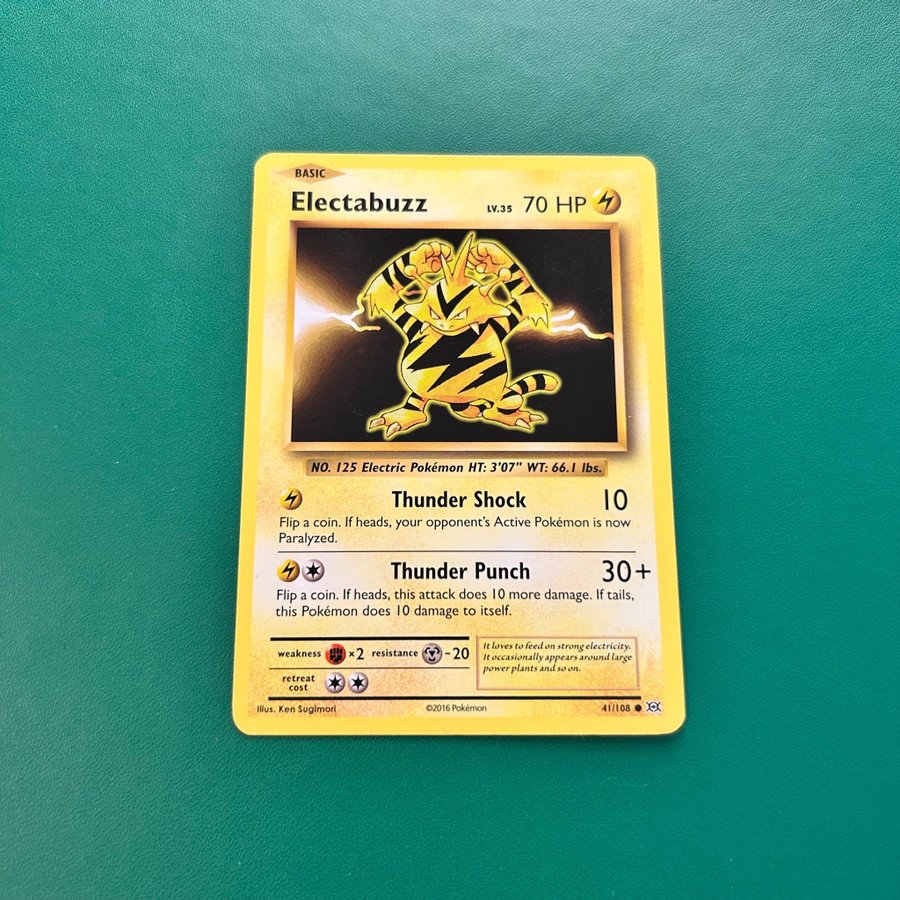 BASIC
Electabuzz LV.35 70 HP
NO. 125 Electric Pokémon HT: 3'07" WT: 66.1 lbs.
Thunder Shock 10
Flip a coin. If heads, your opponent's Active Pokémon is now
Paralyzed.
Thunder Punch 30+
Flip a coin. If heads, this attack does 10 more damage. If tails,
this Pokémon does 10 damage to itself.
weakness ×2 resistance -20
retreat
cost
It loves to feed on strong electricity.
It occasionally appears around large
power plants and so on.
Illus. Ken Sugimori ©2016 Pokémon 41/108